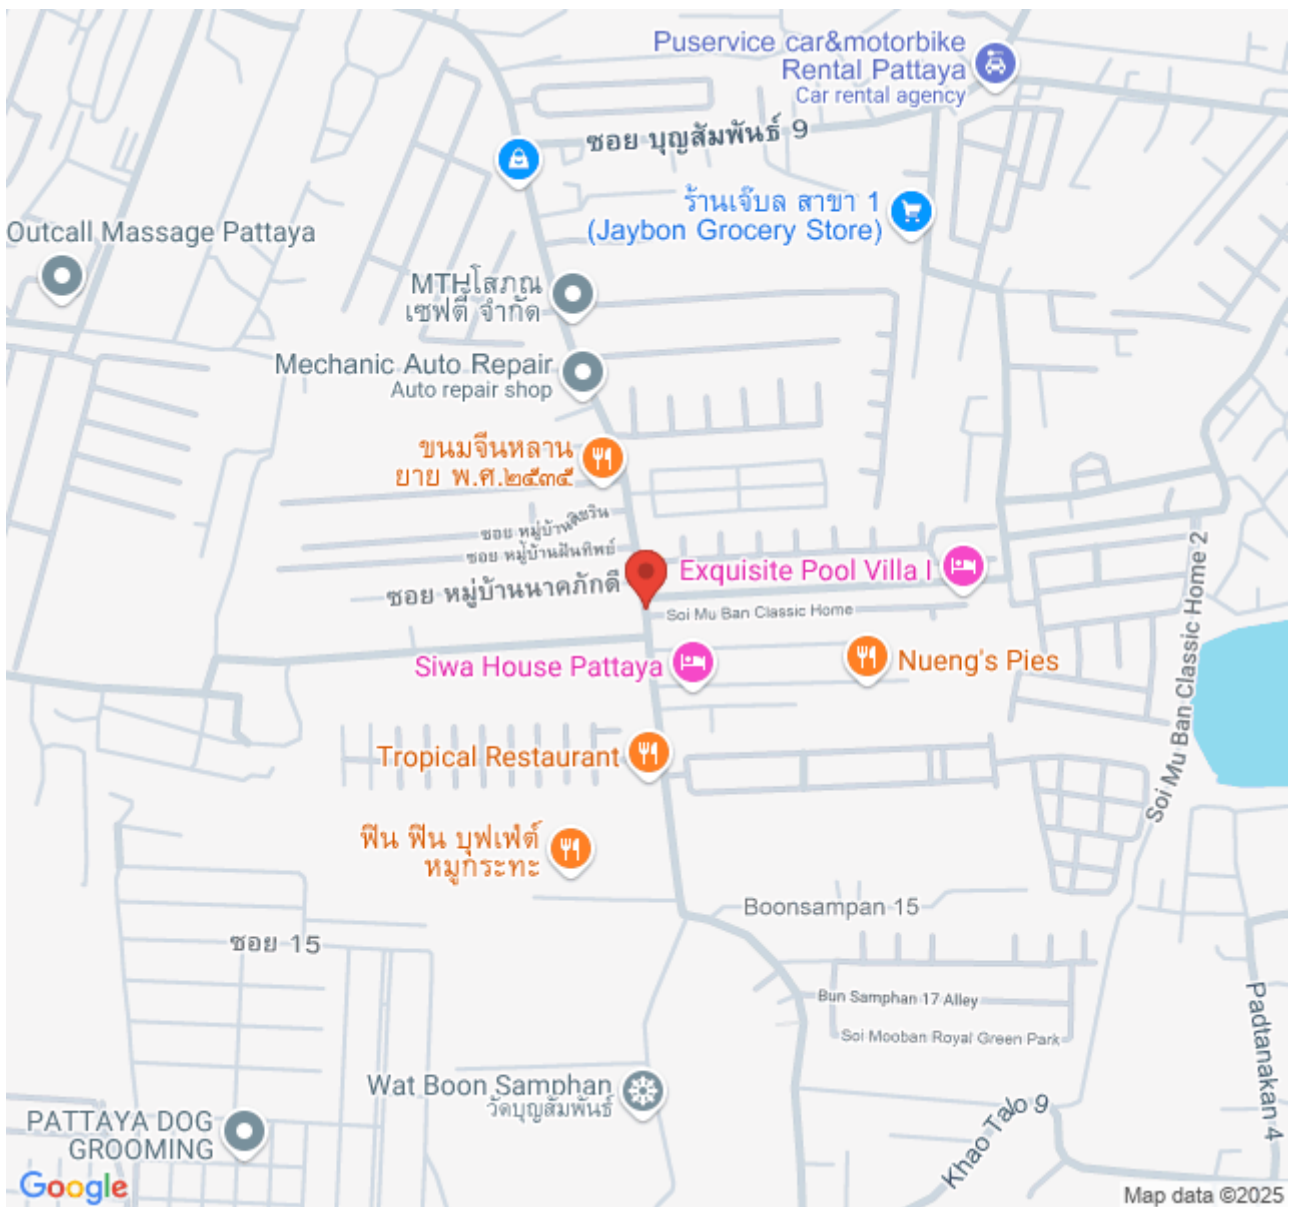 Puservice car&motorbike
Rental Pattaya
Car rental agency
ซอย บุญสัมพันธ์ 9
ร้านเจ๊บล สาขา 1
(Jaybon Grocery Store)
Outcall Massage Pattaya
MTHโสภณ
เซฟตี้ จำกัด
Mechanic Auto Repair
Auto repair shop
ขนมจีนหลาน
ยาย พ.ศ.๒๕๓๕
ซอย หมู่บ้าน
ซอย หมู่บ้านฝันทิพย์
ซอย หมู่บ้านนาคภักดี
Exquisite Pool Villa I
Soi Mu Ban Classic Home
Soi Mu Ban Classic Home 2
Siwa House Pattaya
Nueng's Pies
Tropical Restaurant
ฟิน ฟิน บุฟเฟ่ต์
หมูกระทะ
Boonsampan 15
ซอย 15
Bun Samphan 17 Alley
Soi Mooban Royal Green Park
Padtanakan 4
Wat Boon Samphan
วัดบุญสัมพันธ์
Khao Talo 9
PATTAYA DOG
GROOMING
Google
Map data ©2025